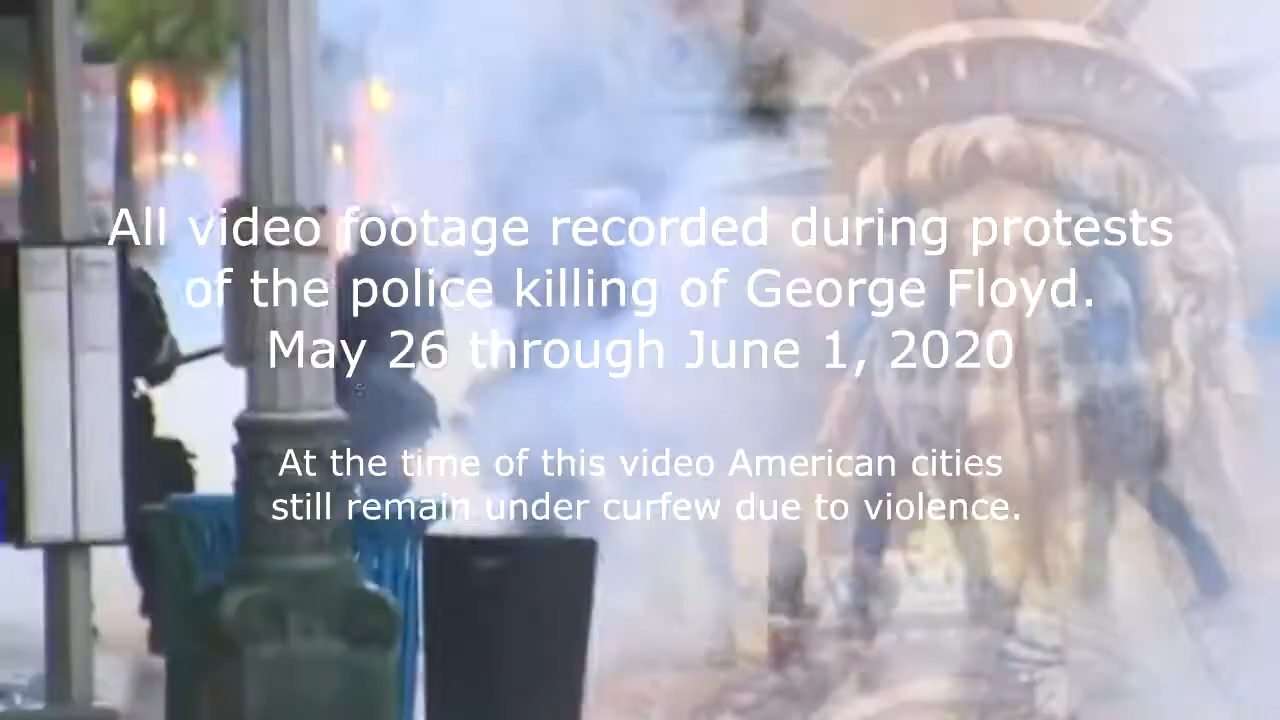 All video footage recorded during protests
of the police killing of George Floyd.
May 26 through June 1, 2020
At the time of this video American cities
still remain under curfew due to violence.